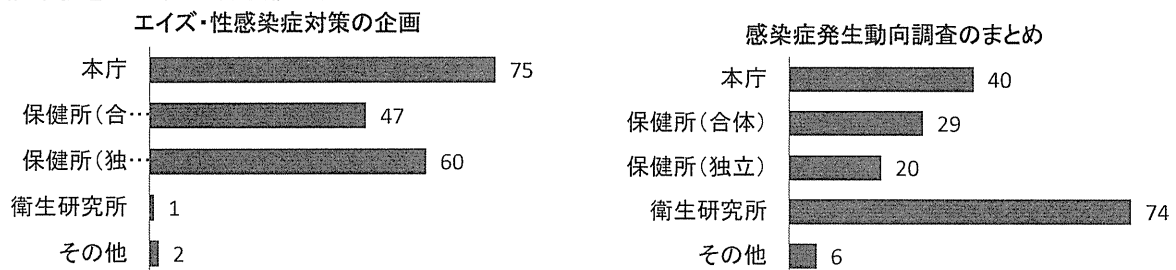 エイズ・性感染症対策の企画
本庁 75
保健所（合… 47
保健所（独… 60
衛生研究所 1
その他 2
感染症発生動向調査のまとめ
本庁 40
保健所（合体） 29
保健所（独立） 20
衛生研究所 74
その他 6